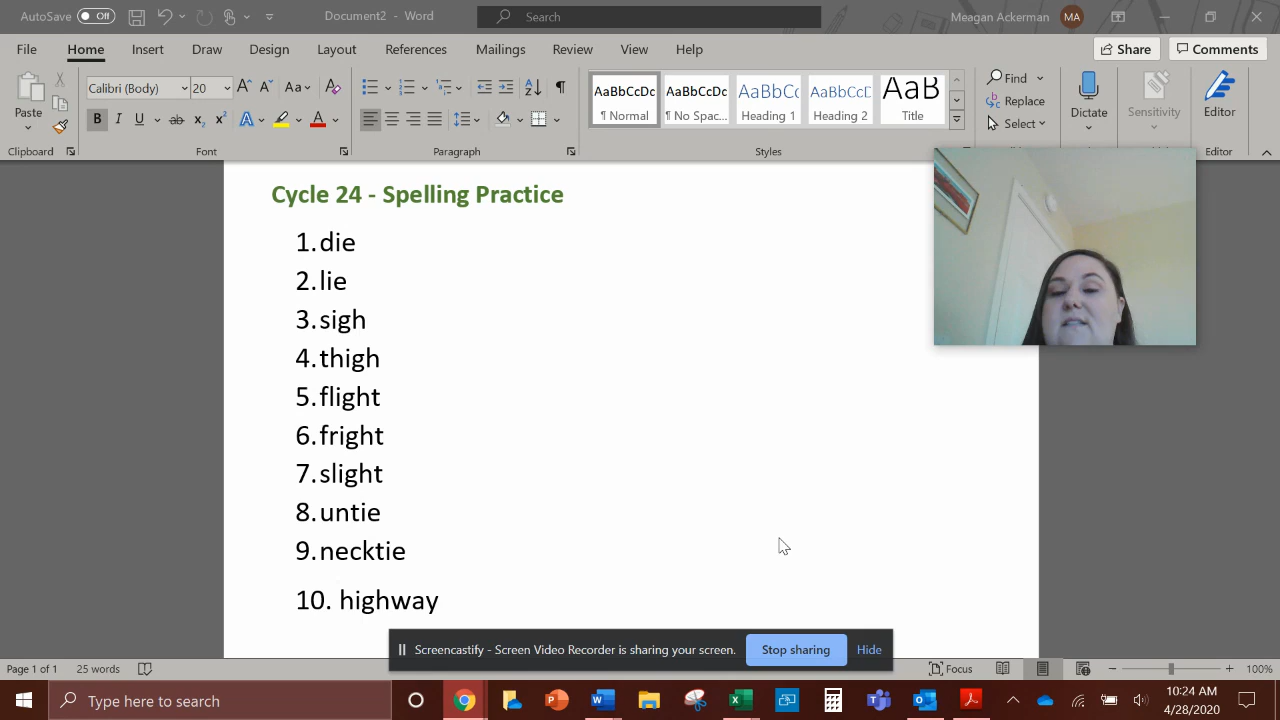 AutoSave Off Document2 - Word Search Meagan Ackerman MA
File Home Insert Draw Design Layout References Mailings Review View Help Share Comments
Paste Calibri (Body) 20 Aa AaBbCcDc AaBbCcDc AaBbCc AaBbCcD AaB Find Replace Select Dictate Sensitivity Editor
¶ Normal ¶ No Spac... Heading 1 Heading 2 Title
Clipboard Font Paragraph Styles Editor
Cycle 24 - Spelling Practice
1. die
2. lie
3. sigh
4. thigh
5. flight
6. fright
7. slight
8. untie
9. necktie
10. highway
Screencastify - Screen Video Recorder is sharing your screen. Stop sharing Hide
Page 1 of 1 25 words Focus 100%
Type here to search 10:24 AM
4/28/2020